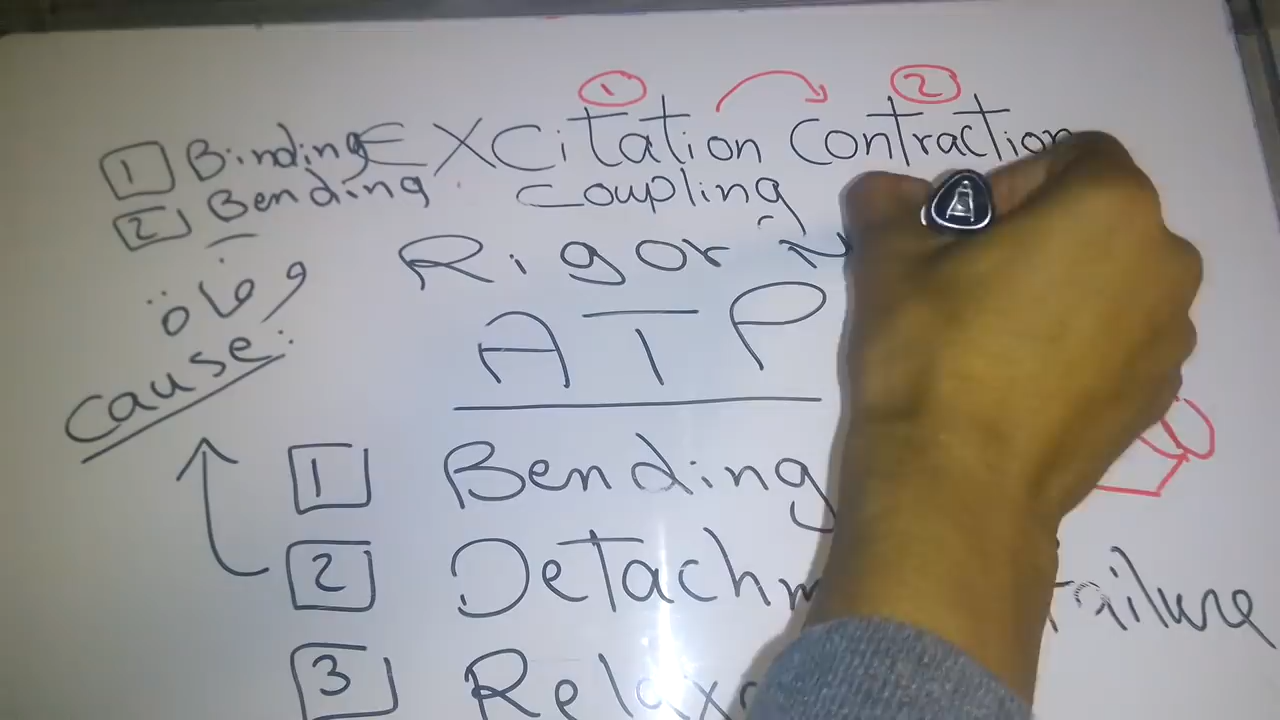 1 2
Excitation Contraction
Coupling
1 Binding
2 Bending
Rigor
وفاة
Cause:
ATP
1 Bending
2 Detachm
failure
3 Relax